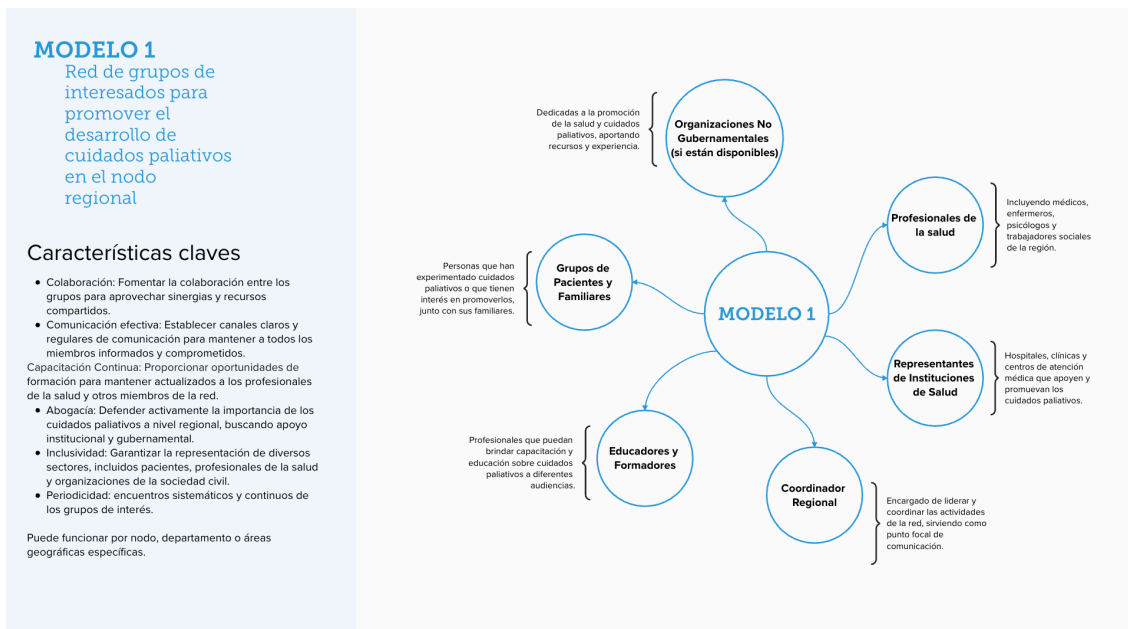 MODELO 1
Red de grupos de
interesados para
promover el
desarrollo de
cuidados paliativos
en el nodo
regional
Características claves
• Colaboración: Fomentar la colaboración entre los
grupos para aprovechar sinergias y recursos
compartidos.
• Comunicación efectiva: Establecer canales claros y
regulares de comunicación para mantener a todos los
miembros informados y comprometidos.
Capacitación Continua: Proporcionar oportunidades de
formación para mantener actualizados a los profesionales
de la salud y otros miembros de la red.
• Abogacía: Defender activamente la importancia de los
cuidados paliativos a nivel regional, buscando apoyo
institucional y gubernamental.
• Inclusividad: Garantizar la representación de diversos
sectores, incluidos pacientes, profesionales de la salud
y organizaciones de la sociedad civil.
• Periodicidad: encuentros sistemáticos y continuos de
los grupos de interés.
Puede funcionar por nodo, departamento o áreas
geográficas específicas.
Dedicadas a la promoción
de la salud y cuidados
paliativos, aportando
recursos y experiencia.
Organizaciones No
Gubernamentales
(si están disponibles)
Profesionales de
la salud
Incluyendo médicos,
enfermeros,
psicólogos y
trabajadores sociales
de la región.
Personas que han
experimentado cuidados
paliativos o que tienen
interés en promoverlos,
junto con sus familiares.
Grupos de
Pacientes y
Familiares
MODELO 1
Representantes
de Instituciones
de Salud
Hospitales, clínicas y
centros de atención
médica que apoyen y
promuevan los
cuidados paliativos.
Profesionales que puedan
brindar capacitación y
educación sobre cuidados
paliativos a diferentes
audiencias.
Educadores y
Formadores
Coordinador
Regional
Encargado de liderar y
coordinar las actividades
de la red, sirviendo como
punto focal de
comunicación.